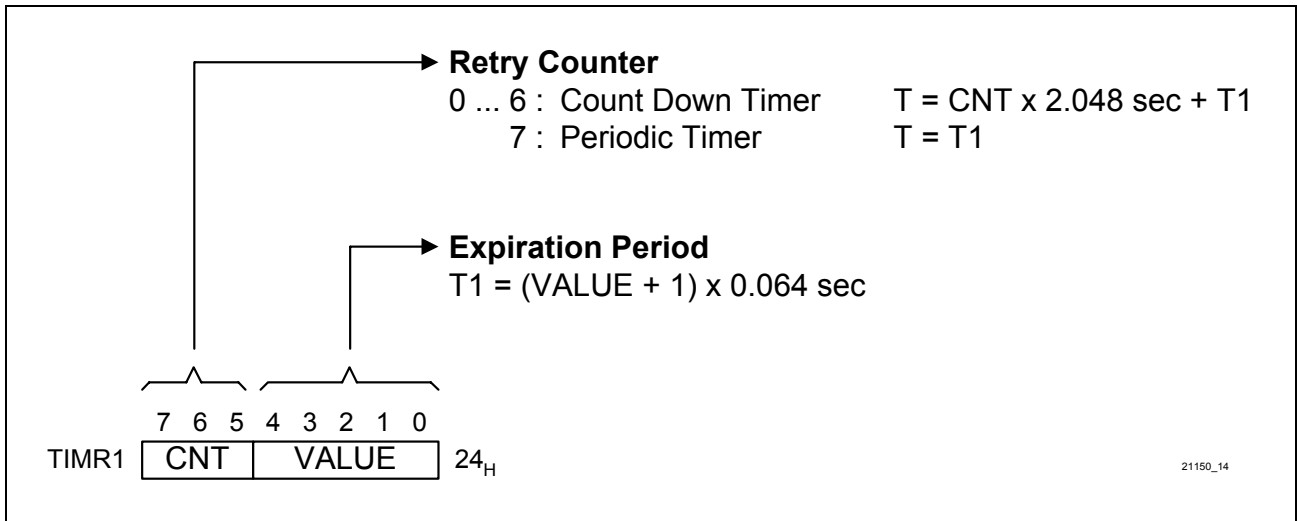 Retry Counter
0 ... 6 : Count Down Timer T = CNT x 2.048 sec + T1
7 : Periodic Timer T = T1
Expiration Period
T1 = (VALUE + 1) x 0.064 sec
7 6 5 4 3 2 1 0
TIMR1 CNT VALUE 24H
21150_14